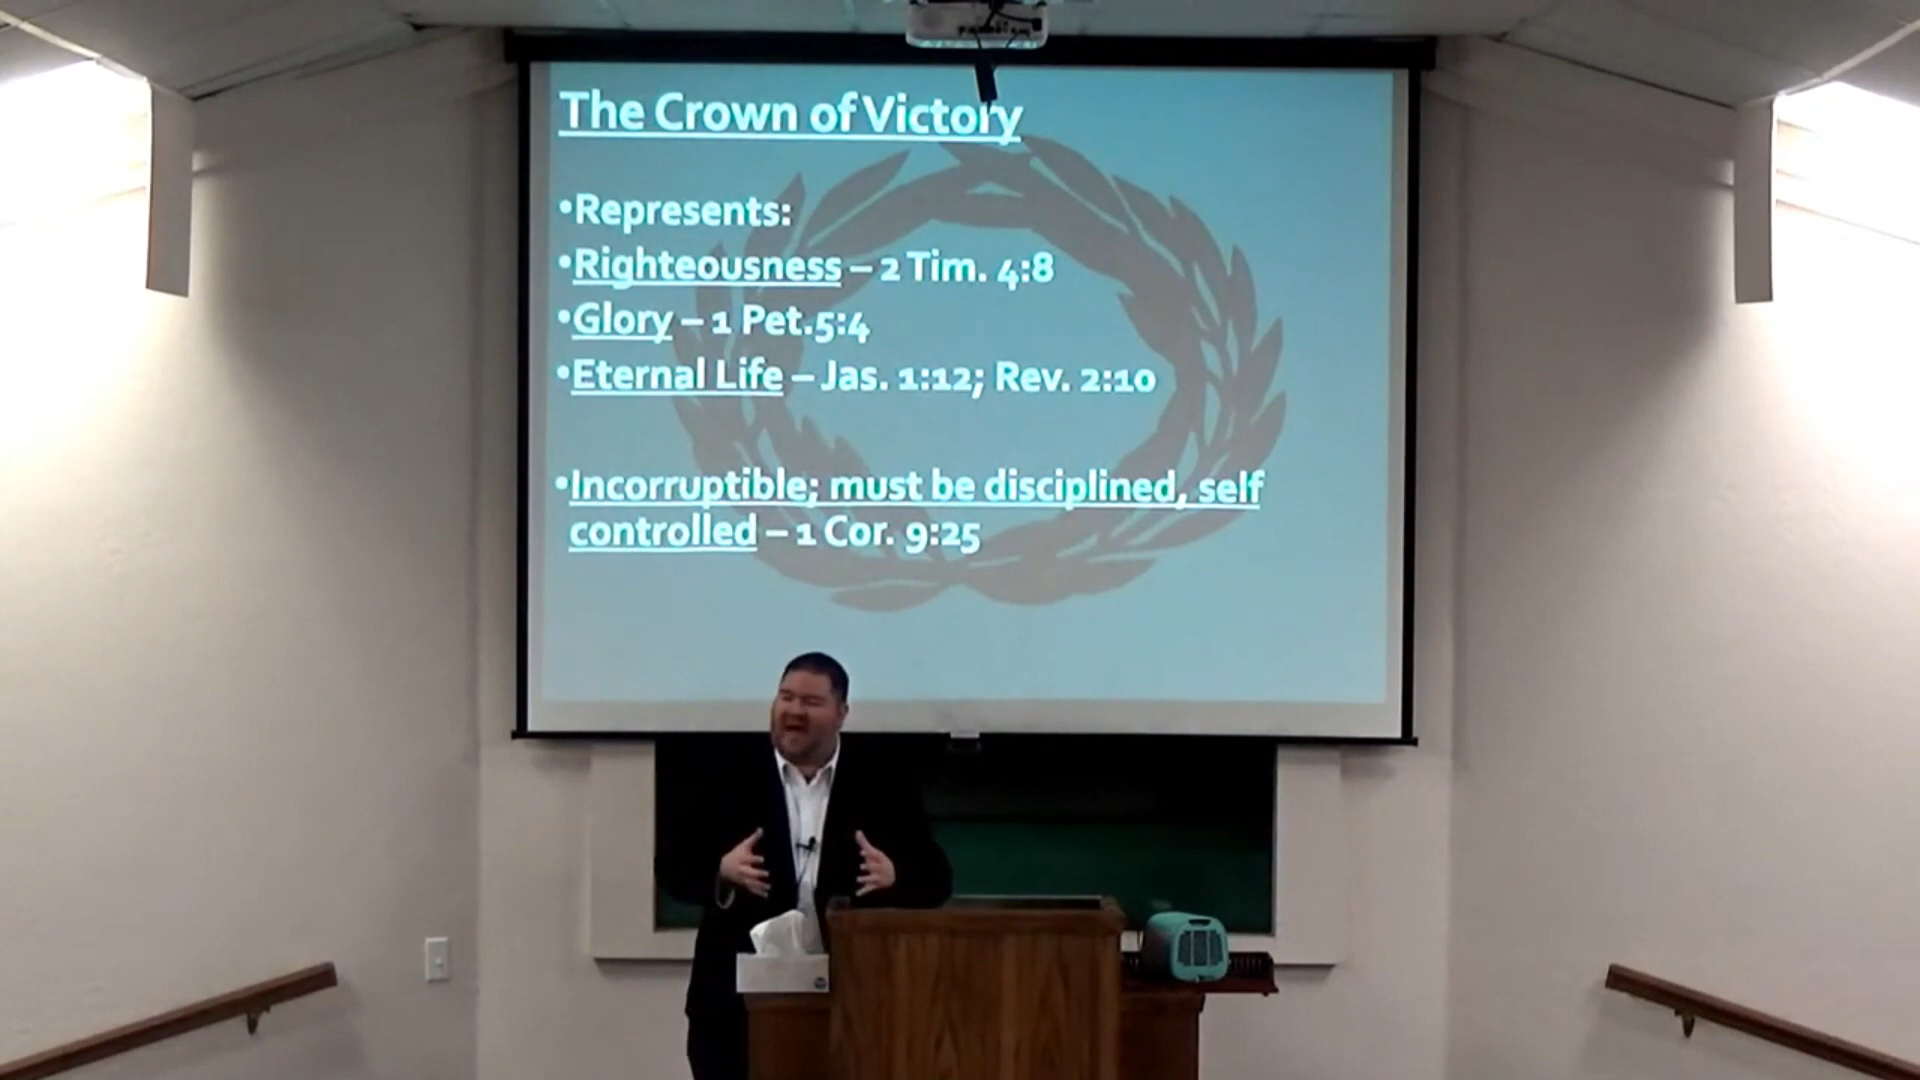 The Crown of Victory
•Represents:
•Righteousness – 2 Tim. 4:8
•Glory – 1 Pet.5:4
•Eternal Life – Jas. 1:12; Rev. 2:10
•Incorruptible; must be disciplined, self
controlled – 1 Cor. 9:25